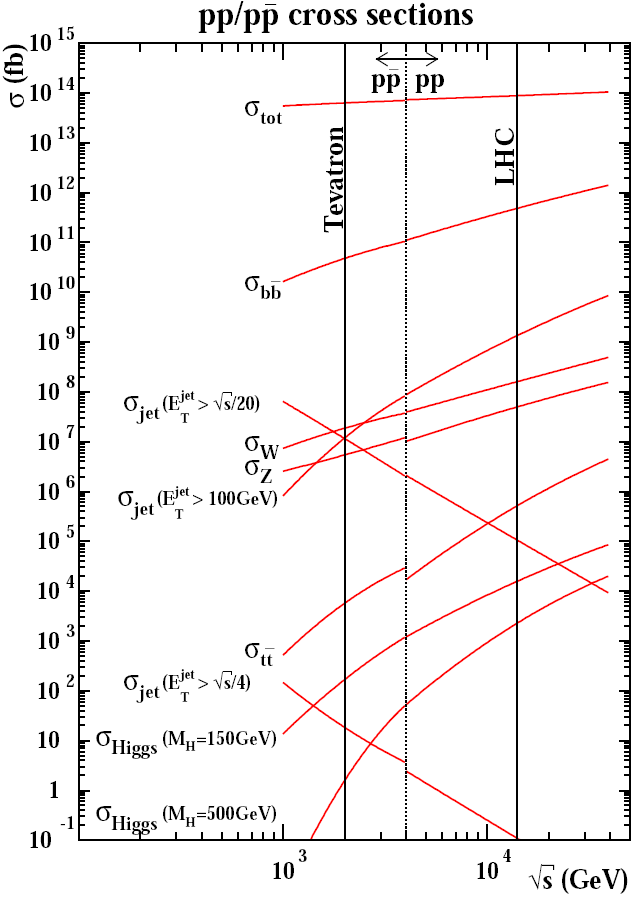 pp/pp̅ cross sections
σ (fb)
10 15
10 14
10 13
10 12
10 11
10 10
10 9
10 8
10 7
10 6
10 5
10 4
10 3
10 2
10
1
10 -1
pp̅ pp
Tevatron
LHC
σtot
σbb̅
σjet (E_T^jet > √s/20)
σW
σZ
σjet (E_T^jet > 100GeV)
σtt̅
σjet (E_T^jet > √s/4)
σHiggs (M_H=150GeV)
σHiggs (M_H=500GeV)
10 3
10 4
√s (GeV)